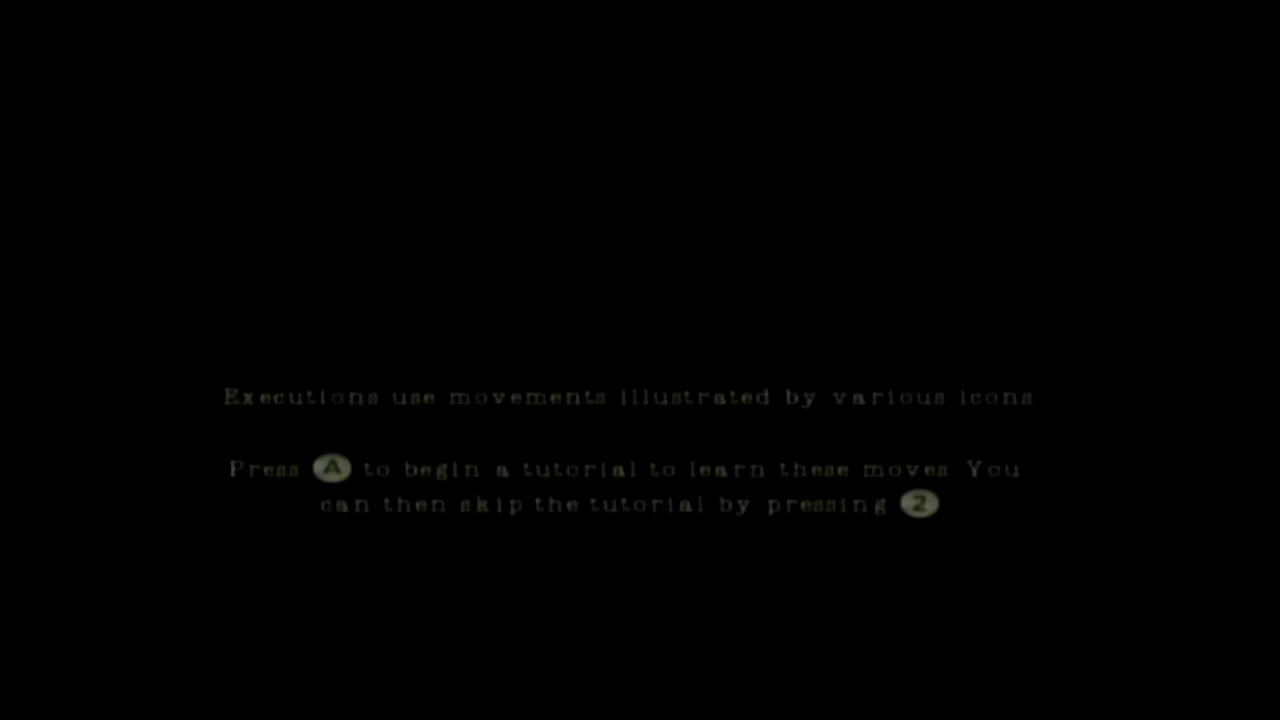 Executions use movements illustrated by various icons
Press A to begin a tutorial to learn these moves You
can then skip the tutorial by pressing 2